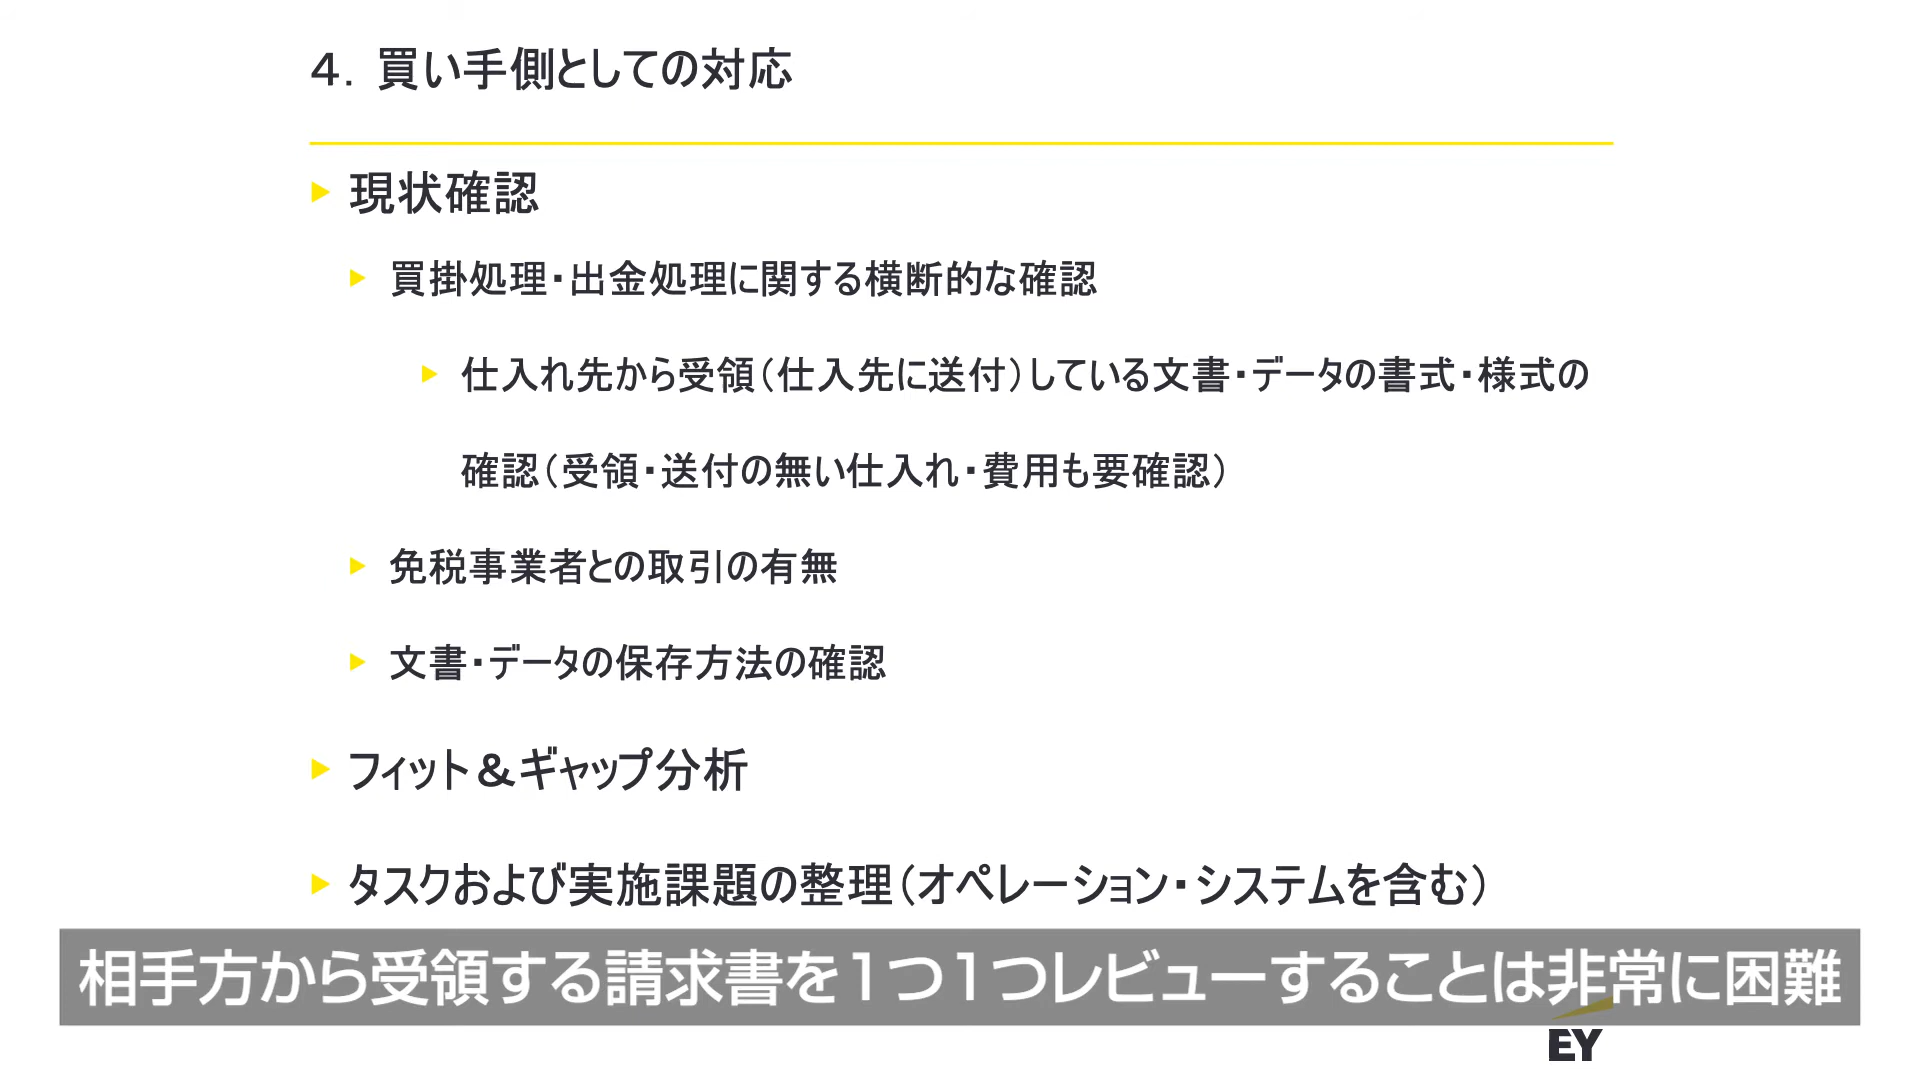 ４．買い手側としての対応
現状確認
買掛処理・出金処理に関する横断的な確認
仕入れ先から受領（仕入先に送付）している文書・データの書式・様式の
確認（受領・送付の無い仕入れ・費用も要確認）
免税事業者との取引の有無
文書・データの保存方法の確認
フィット＆ギャップ分析
タスクおよび実施課題の整理（オペレーション・システムを含む）
相手方から受領する請求書を1つ1つレビューすることは非常に困難
EY